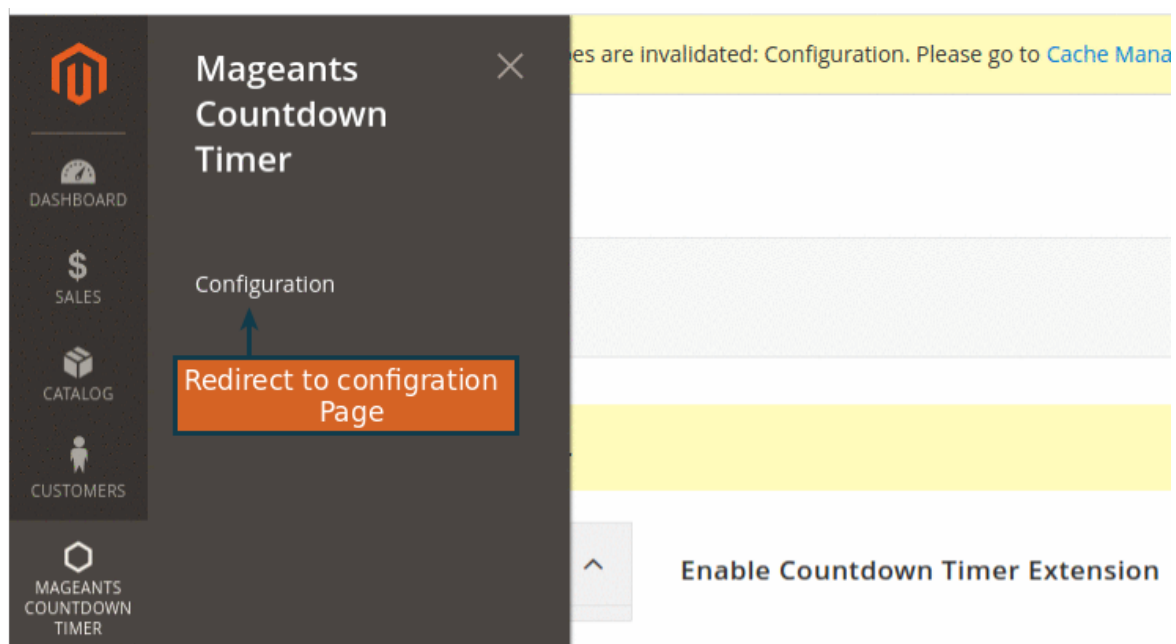 Mageants
Countdown
Timer
es are invalidated: Configuration. Please go to Cache Mana
DASHBOARD
$
SALES
Configuration
Redirect to configration
Page
CATALOG
CUSTOMERS
MAGEANTS
COUNTDOWN
TIMER
Enable Countdown Timer Extension